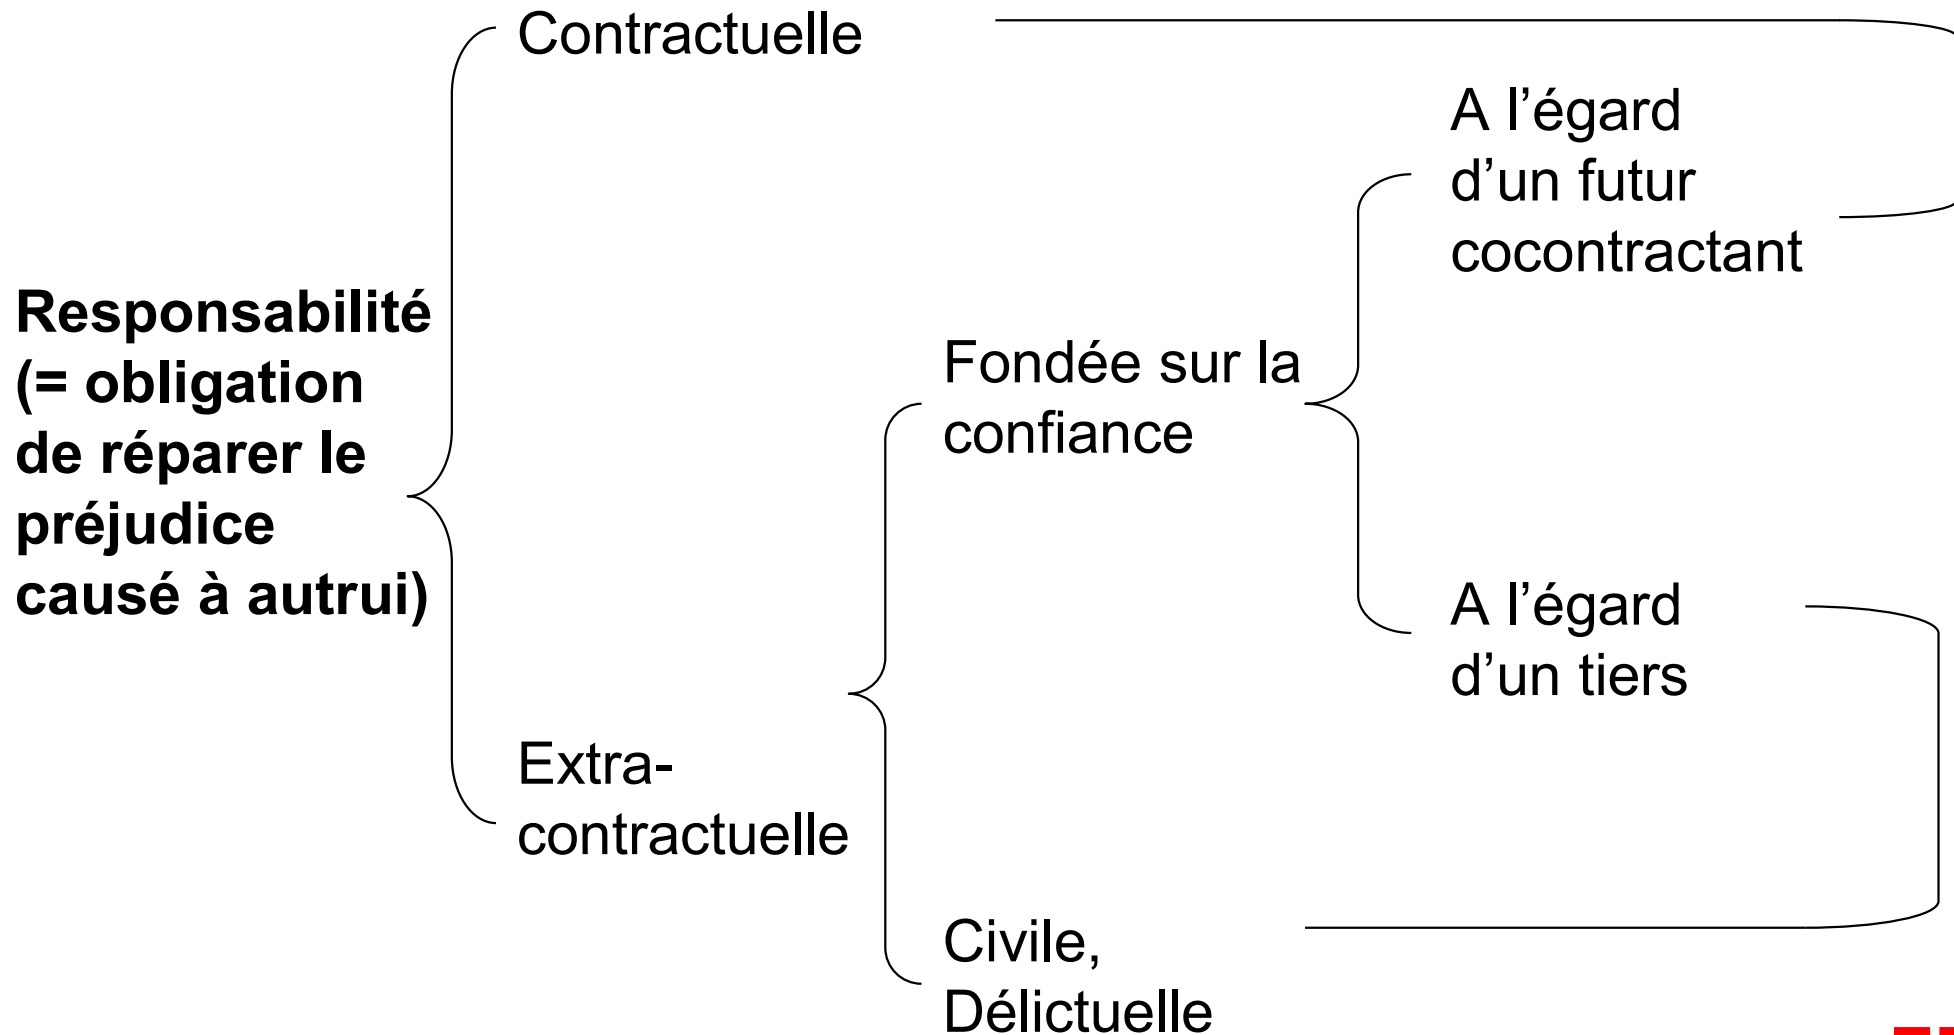 Contractuelle
A l’égard
d’un futur
cocontractant
Responsabilité
(= obligation
de réparer le
préjudice
causé à autrui)
Fondée sur la
confiance
A l’égard
d’un tiers
Extra-
contractuelle
Civile,
Délictuelle